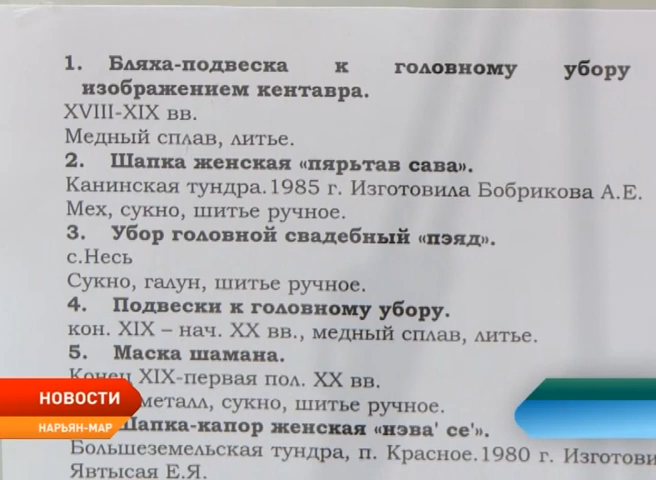 1. Бляха-подвеска к головному убору
изображением кентавра.
XVIII-XIX вв.
Медный сплав, литье.
2. Шапка женская «пярьтав сава».
Канинская тундра.1985 г. Изготовила Бобрикова А.Е.
Мех, сукно, шитье ручное.
3. Убор головной свадебный «пэяд».
с.Несь
Сукно, галун, шитье ручное.
4. Подвески к головному убору.
кон. XIX – нач. XX вв., медный сплав, литье.
5. Маска шамана.
Конец XIX-первая пол. XX вв.
металл, сукно, шитье ручное.
Шапка-капор женская «нэва' се'».
Большеземельская тундра, п. Красное.1980 г.
Явтысая Е.Я.
НОВОСТИ
НАРЬЯН-МАР